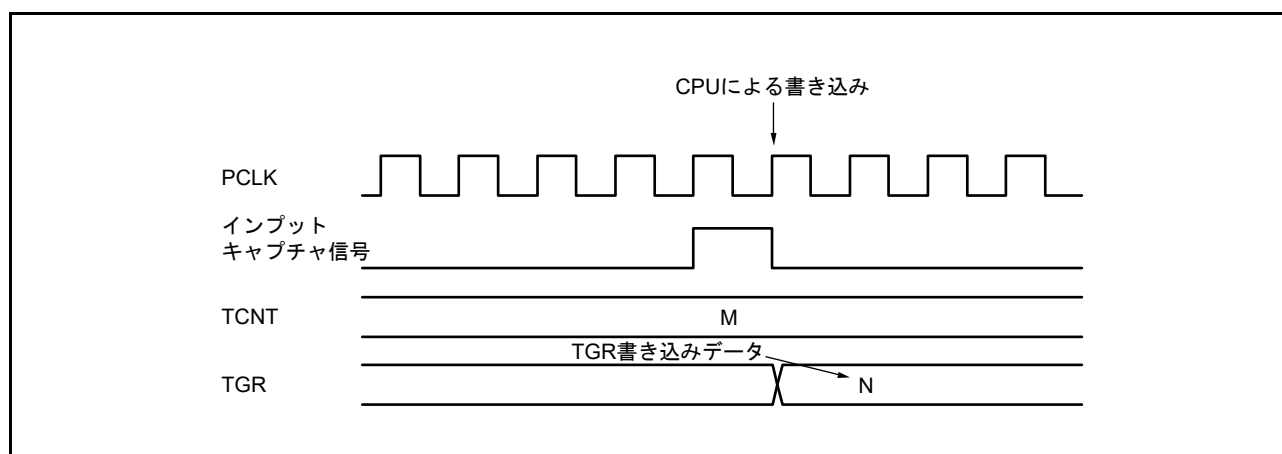 CPUによる書き込み
PCLK
インプット
キャプチャ信号
TCNT
M
TGR書き込みデータ
TGR
N